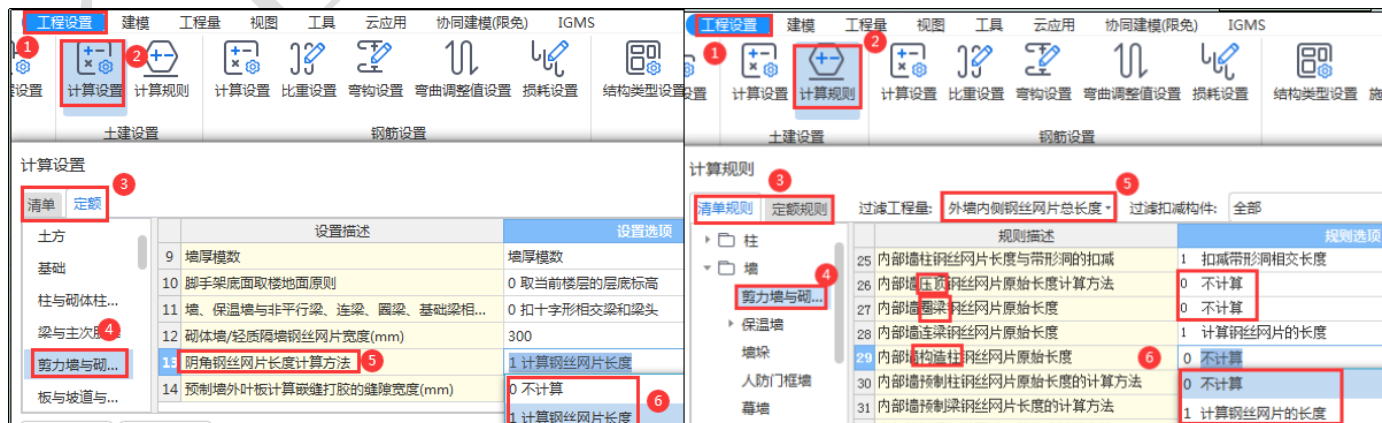 工程设置 建模 工程量 视图 工具 云应用 协同建模(限免) IGMS
1
2
设置 计算设置 计算规则 计算设置 比重设置 弯钩设置 弯曲调整值设置 损耗设置 结构类型设置
土建设置 钢筋设置
计算设置
3
清单 定额
设置描述 设置选项
土方
基础
柱与砌体柱...
梁与主次肋
4
剪力墙与砌...
板与坡道与...
9 墙厚模数 墙厚模数
10 脚手架底面取楼地面原则 0 取当前楼层的层底标高
11 墙、保温墙与非平行梁、连梁、圈梁、基础梁相... 0 扣十字形相交梁和梁头
12 砌体墙/轻质隔墙钢丝网片宽度(mm) 300
13 阴角钢丝网片长度计算方法 5 1 计算钢丝网片长度
14 预制墙外叶板计算嵌缝打胶的缝隙宽度(mm) 0 不计算
6
1 计算钢丝网片长度
工程设置 建模 工程量 视图 工具 云应用 协同建模(限免) IGMS
1
2
设置 计算设置 计算规则 计算设置 比重设置 弯钩设置 弯曲调整值设置 损耗设置 结构类型设置 施
土建设置 钢筋设置
计算规则
3
5
清单规则 定额规则 过滤工程量: 外墙内侧钢丝网片总长度 过滤扣减构件: 全部
规则描述 规则选项
柱
墙
4
剪力墙与砌...
保温墙
墙垛
人防门框墙
幕墙
25 内部墙柱钢丝网片长度与带形洞的扣减 1 扣减带形洞相交长度
26 内部墙压顶钢丝网片原始长度计算方法 0 不计算
27 内部墙圈梁钢丝网片原始长度 0 不计算
28 内部墙连梁钢丝网片原始长度 1 计算钢丝网片的长度
29 内部墙构造柱钢丝网片原始长度 6 0 不计算
30 内部墙预制柱钢丝网片原始长度的计算方法 0 不计算
31 内部墙预制梁钢丝网片长度的计算方法 1 计算钢丝网片的长度